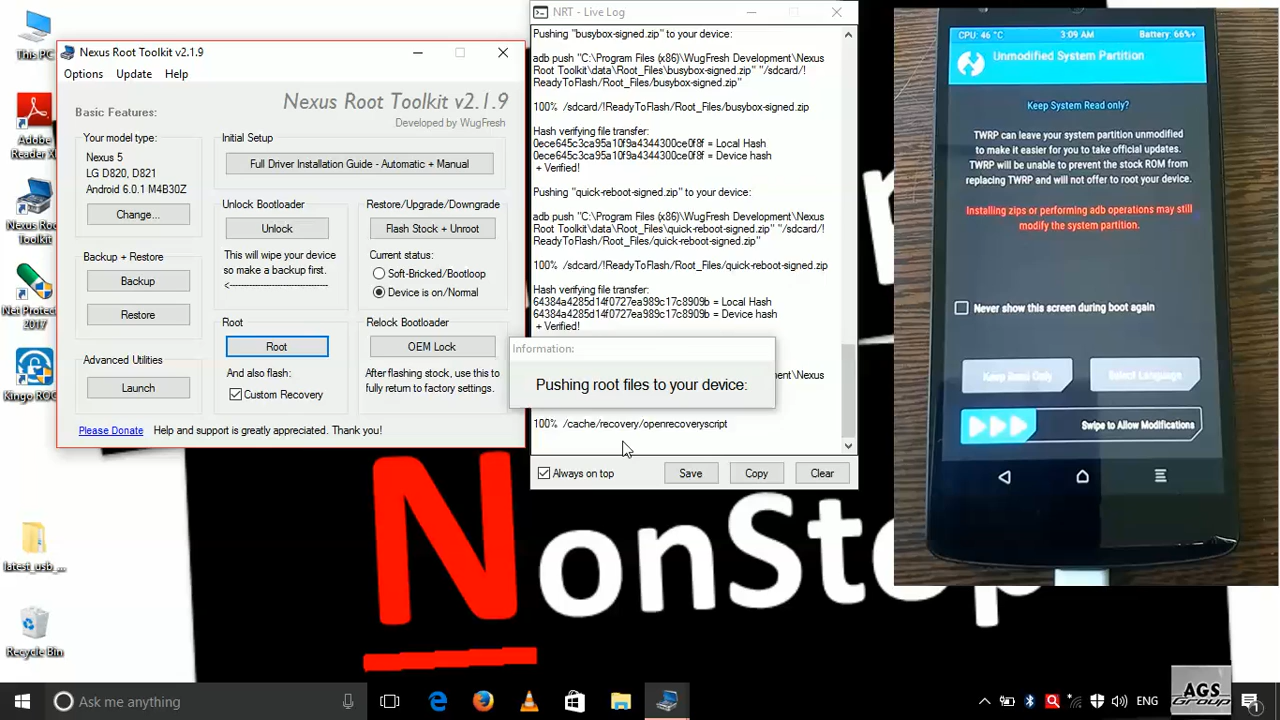 This PC
Adobe
Reader X
Nexus Roo
Toolkit
Net Prote
2017
Kingo ROO
latest_usb_...
Recycle Bin
Nexus Root Toolkit v2.1.9
Options Update Help
Nexus Root Toolkit v2.1.9
Developed by WugFresh
Basic Features:
Your model type:
Nexus 5
LG D820, D821
Android 6.0.1 M4B30Z
Change...
Backup + Restore
Backup
Restore
Advanced Utilities
Launch
Initial Setup
Full Driver Installation Guide - Automatic + Manual
Unlock Bootloader
Unlock
This will wipe your device
so make a backup first.
<-----------------------------
Root
Root
And also flash:
Custom Recovery
Restore/Upgrade/Downgrade
Flash Stock + Unroot
Current status:
Soft-Bricked/Bootloop
Device is on/Normal
Relock Bootloader
OEM Lock
After flashing stock, use this to
fully return to factory settings.
Please Donate Help and support is greatly appreciated. Thank you!
NRT - Live Log
Pushing "busybox-signed.zip" to your device:
adb push "C:\Program Files (x86)\WugFresh Development\Nexus
Root Toolkit\data\Root_Files\busybox-signed.zip" "/sdcard/
!ReadyToFlash/Root_Files/busybox-signed.zip"
100% /sdcard/!ReadyToFlash/Root_Files/busybox-signed.zip
Hash verifying file transfer:
0ece645c3ca95a10f9a4344300ce0f8f = Local Hash
0ece645c3ca95a10f9a4344300ce0f8f = Device hash
+ Verified!
Pushing "quick-reboot-signed.zip" to your device:
adb push "C:\Program Files (x86)\WugFresh Development\Nexus
Root Toolkit\data\Root_Files\quick-reboot-signed.zip" "/sdcard/!
ReadyToFlash/Root_Files/quick-reboot-signed.zip"
100% /sdcard/!ReadyToFlash/Root_Files/quick-reboot-signed.zip
Hash verifying file transfer:
64384a4285d14f0727ea989c17c8909b = Local Hash
64384a4285d14f0727ea989c17c8909b = Device hash
+ Verified!
Information:
Pushing root files to your device:
ment\Nexus
100% /cache/recovery/openrecoveryscript
Always on top Save Copy Clear
CPU: 46 °C 3:09 AM Battery: 66%+
Unmodified System Partition
Keep System Read only?
TWRP can leave your system partition unmodified
to make it easier for you to take official updates.
TWRP will be unable to prevent the stock ROM from
replacing TWRP and will not offer to root your device.
Installing zips or performing adb operations may still
modify the system partition.
Never show this screen during boot again
Keep Read Only Select Language
Swipe to Allow Modifications
NonStop
AGS
Group
Ask me anything
ENG
1